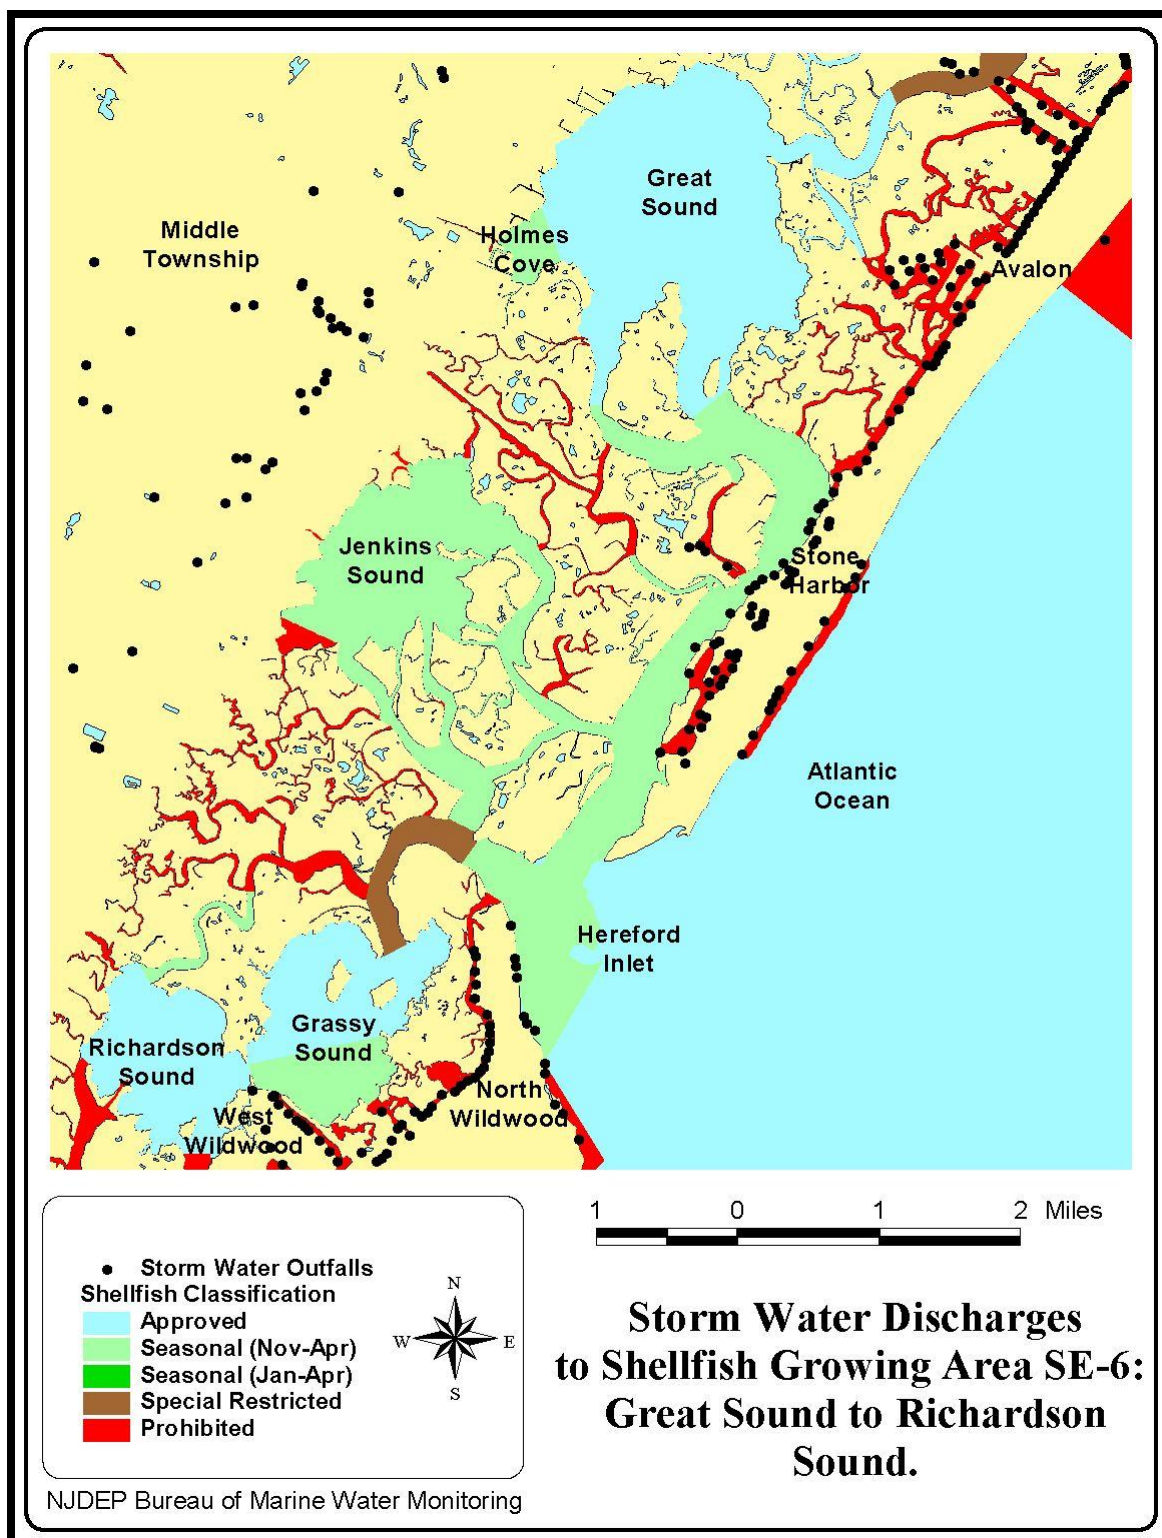 Great
Sound
Middle
Township
Holmes
Cove
Avalon
Jenkins
Sound
Stone
Harbor
Atlantic
Ocean
Hereford
Inlet
Grassy
Sound
Richardson
Sound
North
Wildwood
West
Wildwood
1 0 1 2 Miles
Storm Water Outfalls
Shellfish Classification
Approved
Seasonal (Nov-Apr)
Seasonal (Jan-Apr)
Special Restricted
Prohibited
N
W E
S
Storm Water Discharges
to Shellfish Growing Area SE-6:
Great Sound to Richardson
Sound.
NJDEP Bureau of Marine Water Monitoring